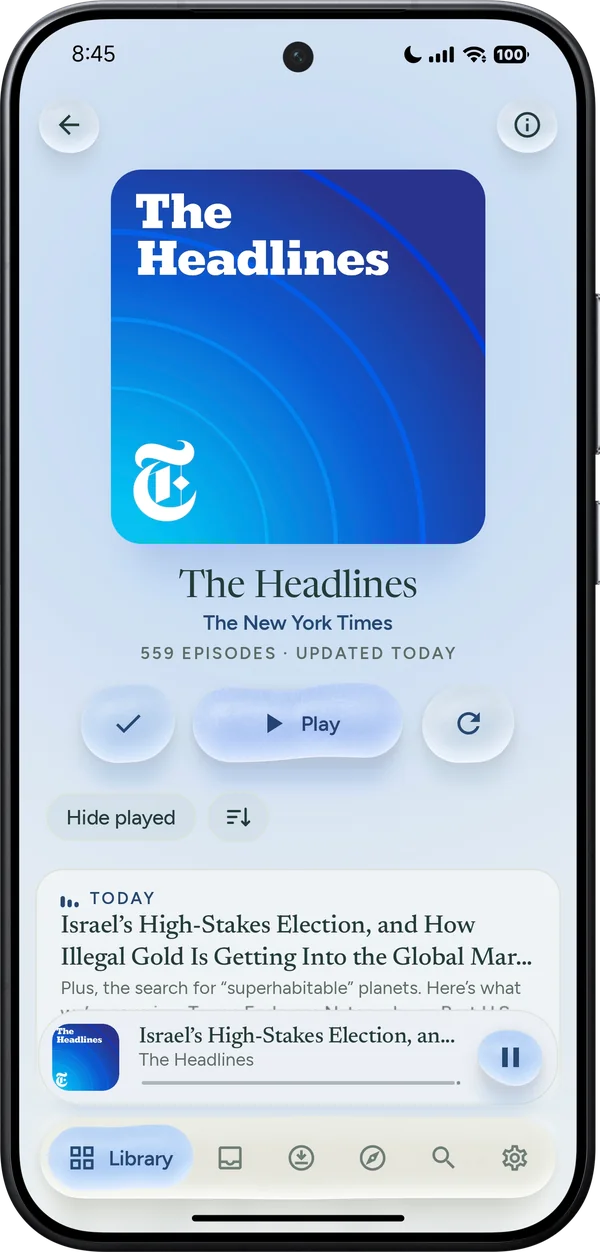 8:45
100
The
Headlines
T
The Headlines
The New York Times
559 EPISODES · UPDATED TODAY
Play
Hide played
TODAY
Israel’s High-Stakes Election, and How
Illegal Gold Is Getting Into the Global Mar...
Plus, the search for “superhabitable” planets. Here’s what
The
Headlines
T
Israel’s High-Stakes Election, an...
The Headlines
Library